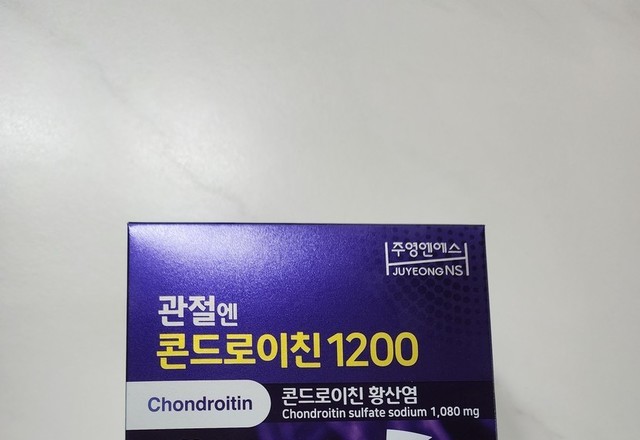 주영엔에스
JUYEONG NS
관절엔
콘드로이친 1200
Chondroitin
콘드로이친 황산염
Chondroitin sulfate sodium 1,080 mg